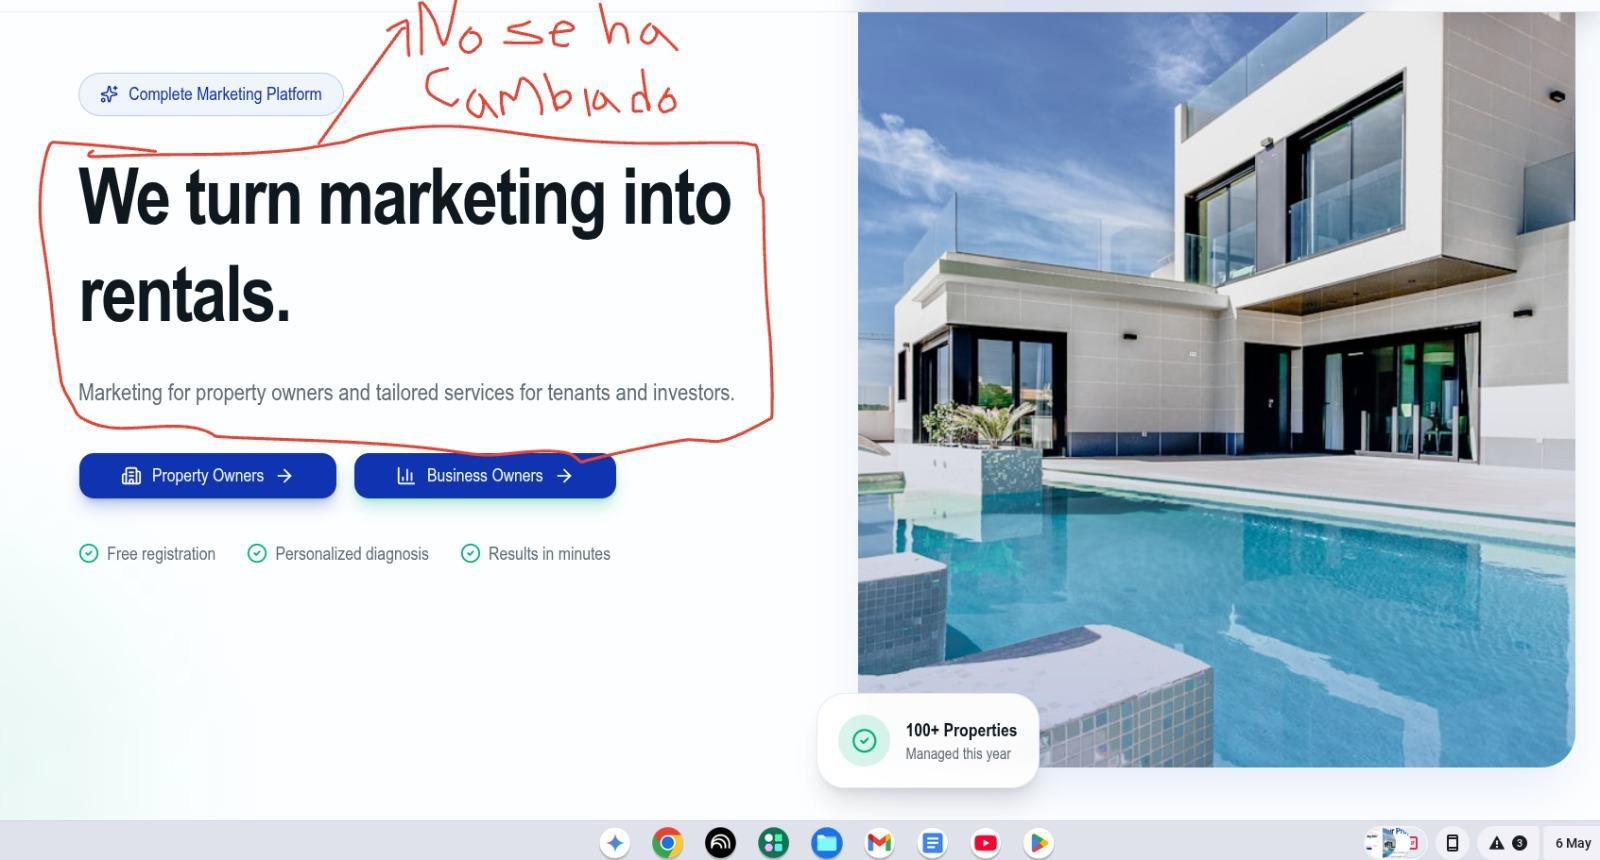 No se ha
Cambiado
Complete Marketing Platform
We turn marketing into
rentals.
Marketing for property owners and tailored services for tenants and investors.
Property Owners
Business Owners
Free registration
Personalized diagnosis
Results in minutes
100+ Properties
Managed this year
3
6 May